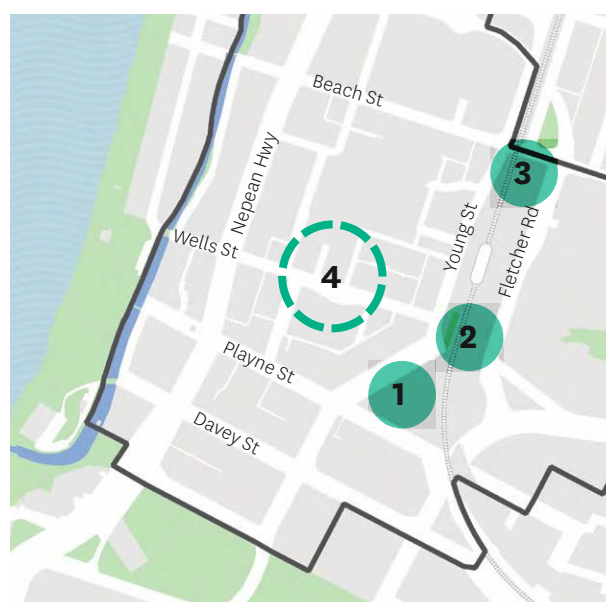 Beach St
Nepean Hwy
3
Young St
Fletcher Rd
Wells St
4
2
Playne St
1
Davey St